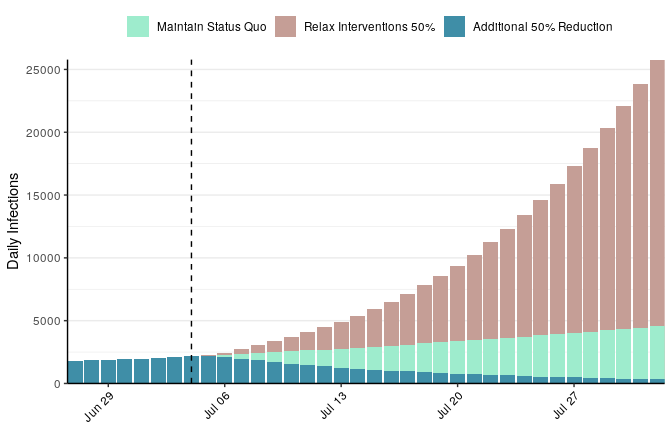 Maintain Status Quo Relax Interventions 50% Additional 50% Reduction
Daily Infections
25000
20000
15000
10000
5000
0
Jun 29 Jul 06 Jul 13 Jul 20 Jul 27